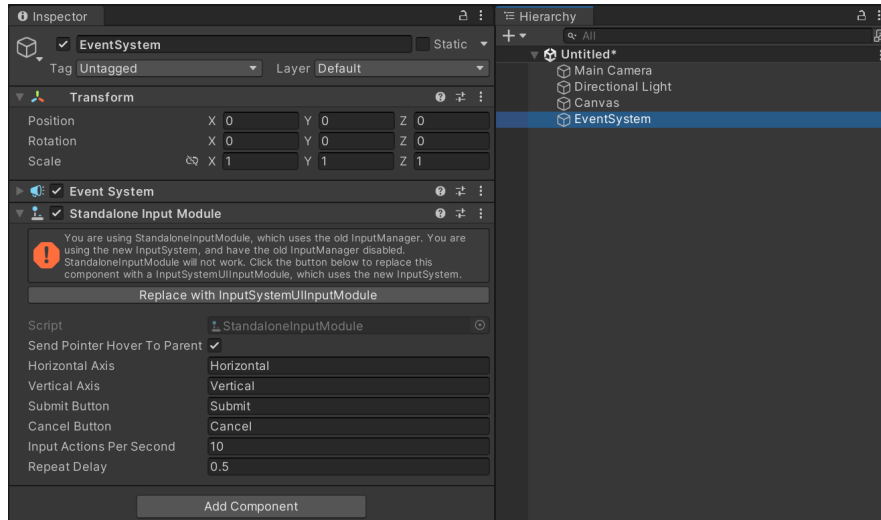 Inspector
EventSystem
Static
Tag Untagged Layer Default
Transform
Position X 0 Y 0 Z 0
Rotation X 0 Y 0 Z 0
Scale X 1 Y 1 Z 1
Event System
Standalone Input Module
You are using StandaloneInputModule, which uses the old InputManager. You are
using the new InputSystem, and have the old InputManager disabled.
StandaloneInputModule will not work. Click the button below to replace this
component with a InputSystemUIInputModule, which uses the new InputSystem.
Replace with InputSystemUIInputModule
Script StandaloneInputModule
Send Pointer Hover To Parent
Horizontal Axis Horizontal
Vertical Axis Vertical
Submit Button Submit
Cancel Button Cancel
Input Actions Per Second 10
Repeat Delay 0.5
Add Component
Hierarchy
All
Untitled*
Main Camera
Directional Light
Canvas
EventSystem